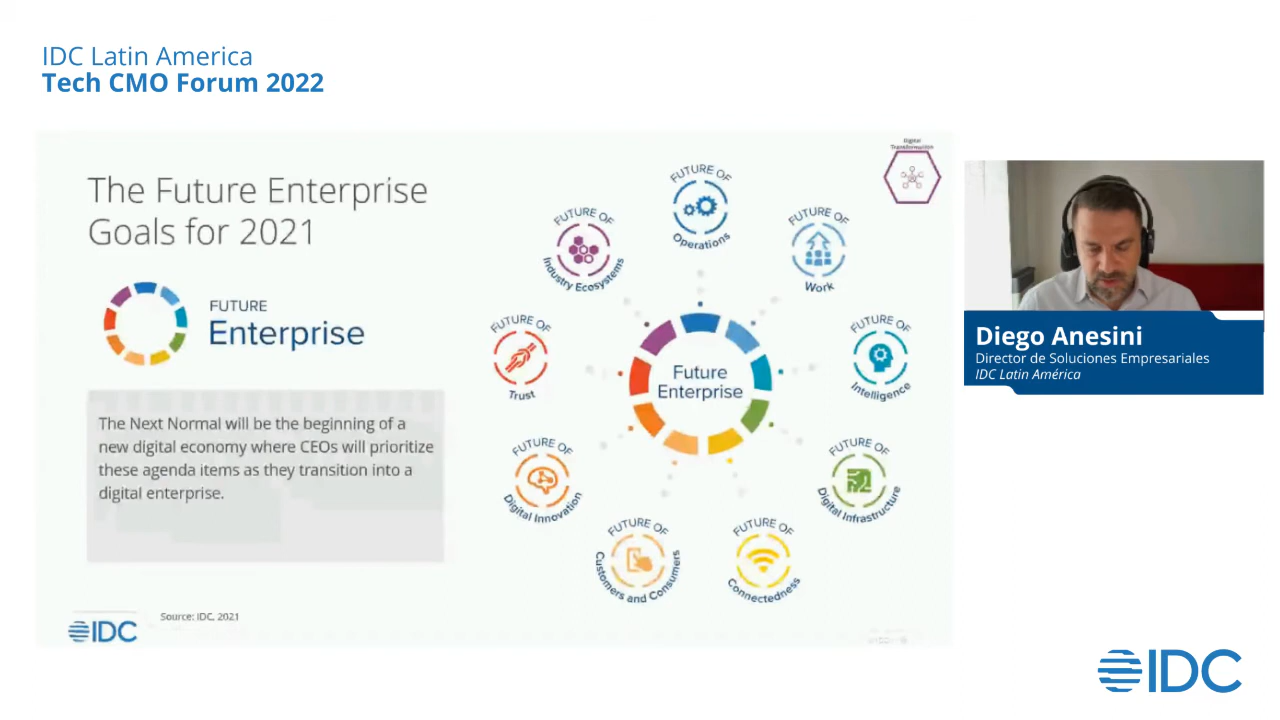 IDC Latin America
Tech CMO Forum 2022
Digital
Transformation
The Future Enterprise
Goals for 2021
FUTURE
Enterprise
The Next Normal will be the beginning of a
new digital economy where CEOs will prioritize
these agenda items as they transition into a
digital enterprise.
FUTURE OF
Operations
FUTURE OF
Industry Ecosystems
FUTURE OF
Work
FUTURE OF
Trust
Future
Enterprise
FUTURE OF
Intelligence
FUTURE OF
Digital Innovation
FUTURE OF
Digital Infrastructure
FUTURE OF
Customers and Consumers
FUTURE OF
Connectedness
IDC
Source: IDC, 2021
Diego Anesini
Director de Soluciones Empresariales
IDC Latin América
IDC